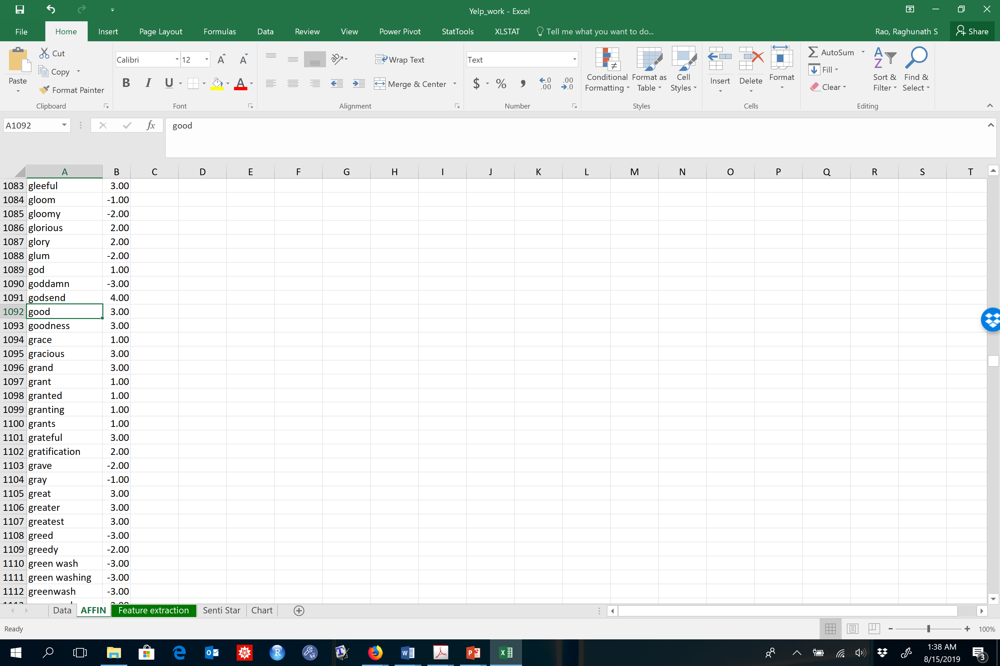 Yelp_work - Excel
File Home Insert Page Layout Formulas Data Review View Power Pivot StatTools XLSTAT Tell me what you want to do... Rao, Raghunath S Share
Paste
Cut
Copy
Format Painter
Clipboard
Calibri 12
B I U A
Font
Wrap Text
Merge & Center
Alignment
Text
$ %
Number
Conditional Formatting
Format as Table
Cell Styles
Styles
Insert
Delete
Format
Cells
AutoSum
Fill
Clear
Sort & Filter
Find & Select
Editing
A1092 fx good
A B C D E F G H I J K L M N O P Q R S T
1083 gleeful 3.00
1084 gloom -1.00
1085 gloomy -2.00
1086 glorious 2.00
1087 glory 2.00
1088 glum -2.00
1089 god 1.00
1090 goddamn -3.00
1091 godsend 4.00
1092 good 3.00
1093 goodness 3.00
1094 grace 1.00
1095 gracious 3.00
1096 grand 3.00
1097 grant 1.00
1098 granted 1.00
1099 granting 1.00
1100 grants 1.00
1101 grateful 3.00
1102 gratification 2.00
1103 grave -2.00
1104 gray -1.00
1105 great 3.00
1106 greater 3.00
1107 greatest 3.00
1108 greed -3.00
1109 greedy -2.00
1110 green wash -3.00
1111 green washing -3.00
1112 greenwash -3.00
Data AFFIN Feature extraction Senti Star Chart
Ready 100%
1:38 AM
8/15/2019
3